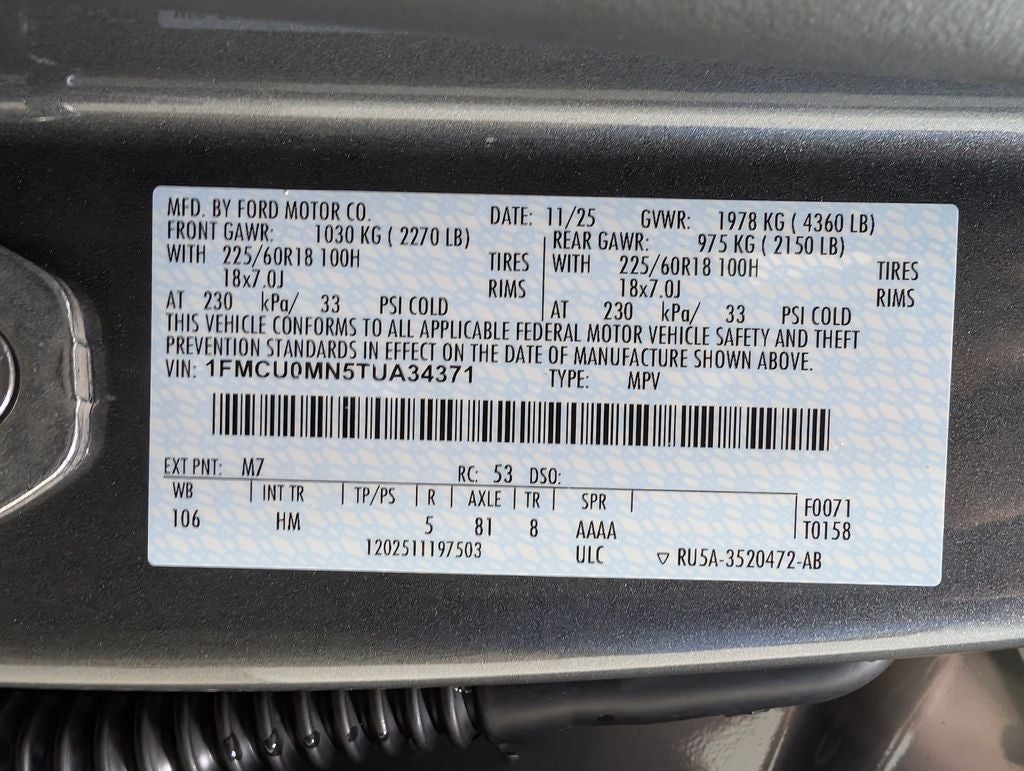 MFD. BY FORD MOTOR CO. DATE: 11/25 GVWR: 1978 KG ( 4360 LB)
FRONT GAWR: 1030 KG ( 2270 LB) REAR GAWR: 975 KG ( 2150 LB)
WITH 225/60R18 100H TIRES WITH 225/60R18 100H TIRES
18x7.0J RIMS 18x7.0J RIMS
AT 230 kPa/ 33 PSI COLD AT 230 kPa/ 33 PSI COLD
THIS VEHICLE CONFORMS TO ALL APPLICABLE FEDERAL MOTOR VEHICLE SAFETY AND THEFT
PREVENTION STANDARDS IN EFFECT ON THE DATE OF MANUFACTURE SHOWN ABOVE.
VIN: 1FMCU0MN5TUA34371 TYPE: MPV
EXT PNT: M7 RC: 53 DSO:
WB INT TR TP/PS R AXLE TR SPR F0071
106 HM 5 81 8 AAAA T0158
1202511197503 ULC ▽ RU5A-3520472-AB